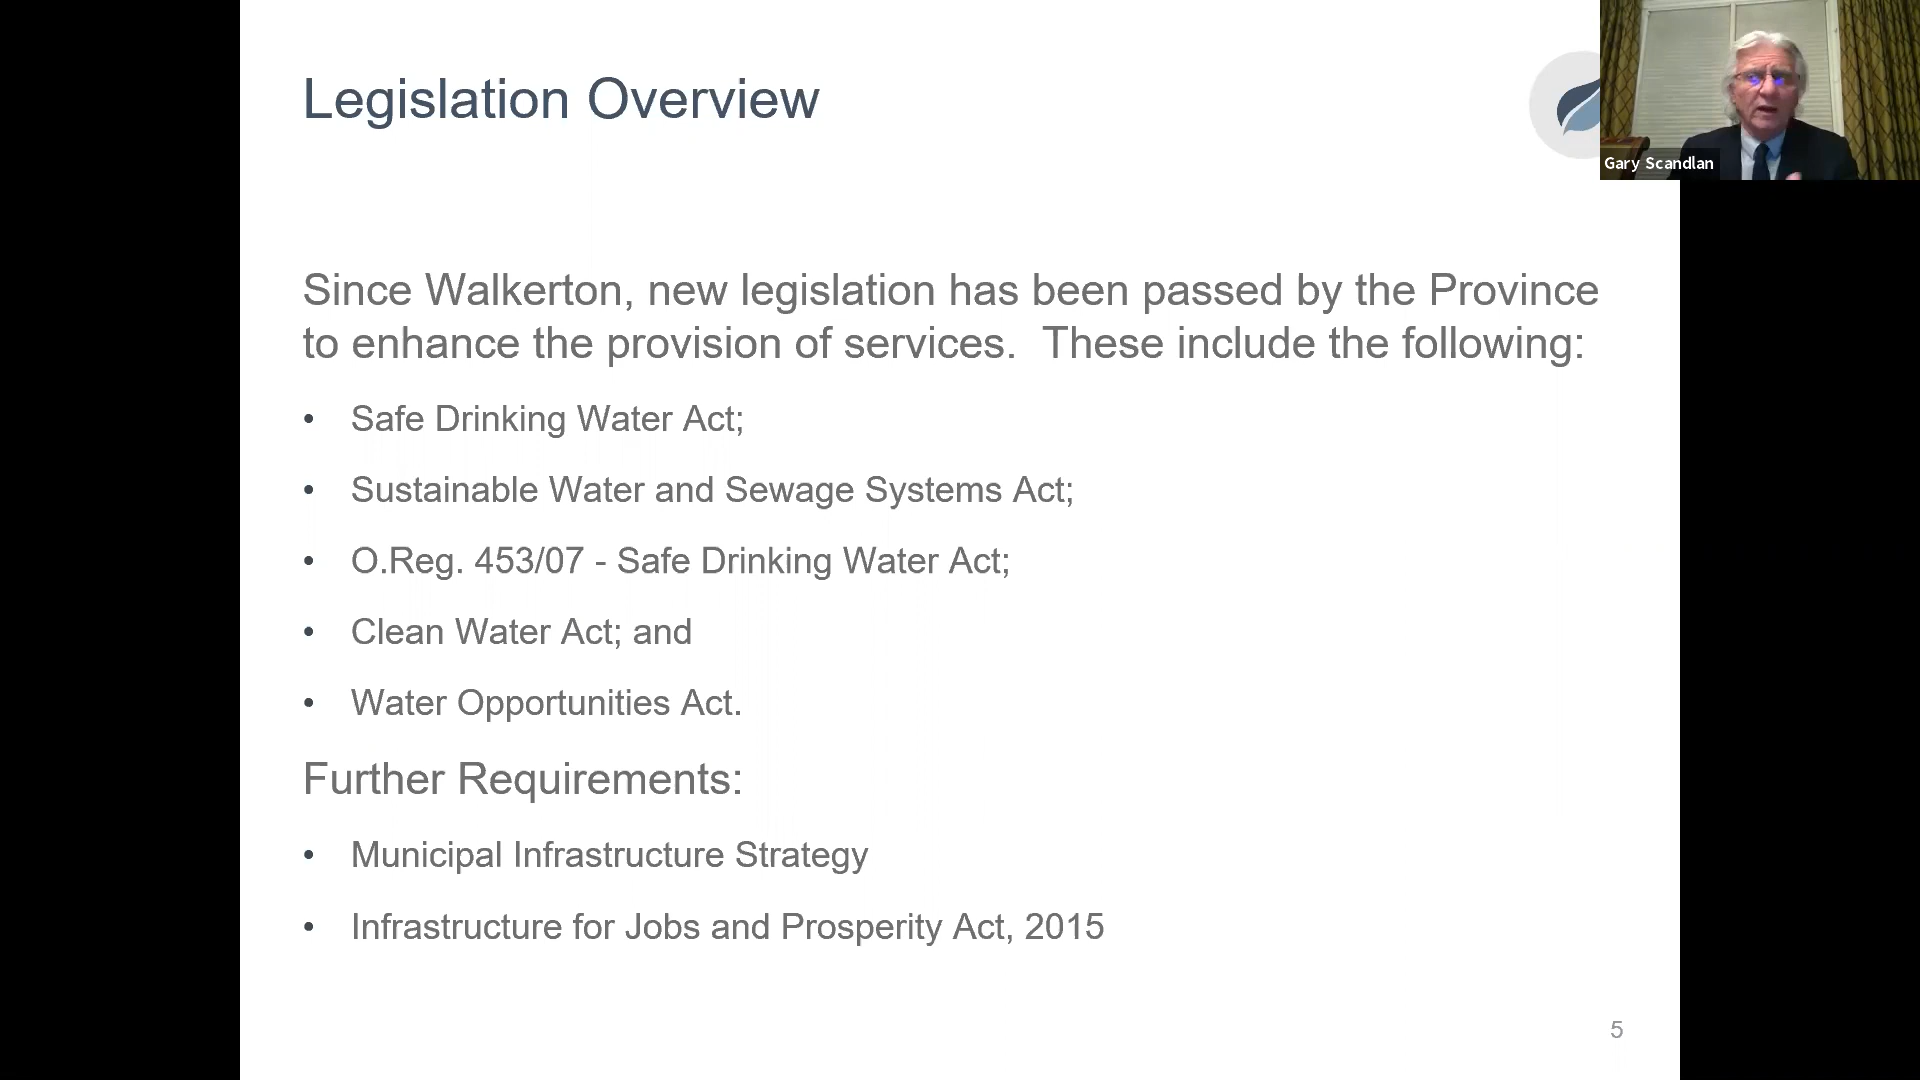 Legislation Overview
Gary Scandlan
Since Walkerton, new legislation has been passed by the Province
to enhance the provision of services.  These include the following:
• Safe Drinking Water Act;
• Sustainable Water and Sewage Systems Act;
• O.Reg. 453/07 - Safe Drinking Water Act;
• Clean Water Act; and
• Water Opportunities Act.
Further Requirements:
• Municipal Infrastructure Strategy
• Infrastructure for Jobs and Prosperity Act, 2015
5